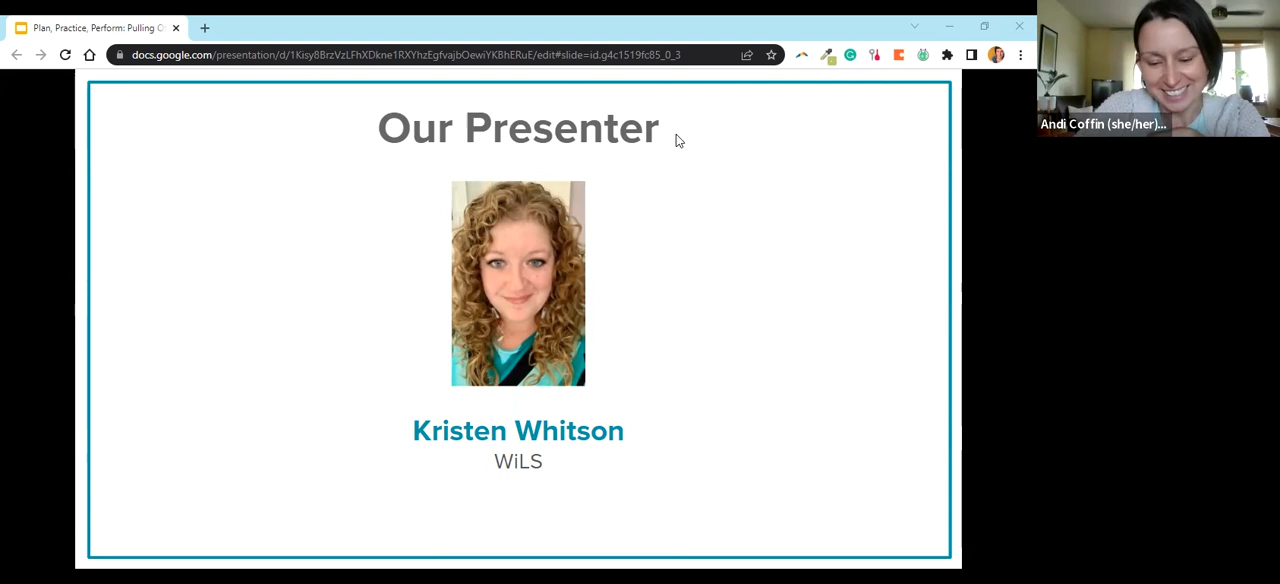 Plan, Practice, Perform: Pulling O
docs.google.com/presentation/d/1Kisy8BrzVzLFhXDkne1RXYhzEgfvajbOewiYKBhERuE/edit#slide=id.g4c1519fc85_0_3
Andi Coffin (she/her)...
Our Presenter
Kristen Whitson
WiLS